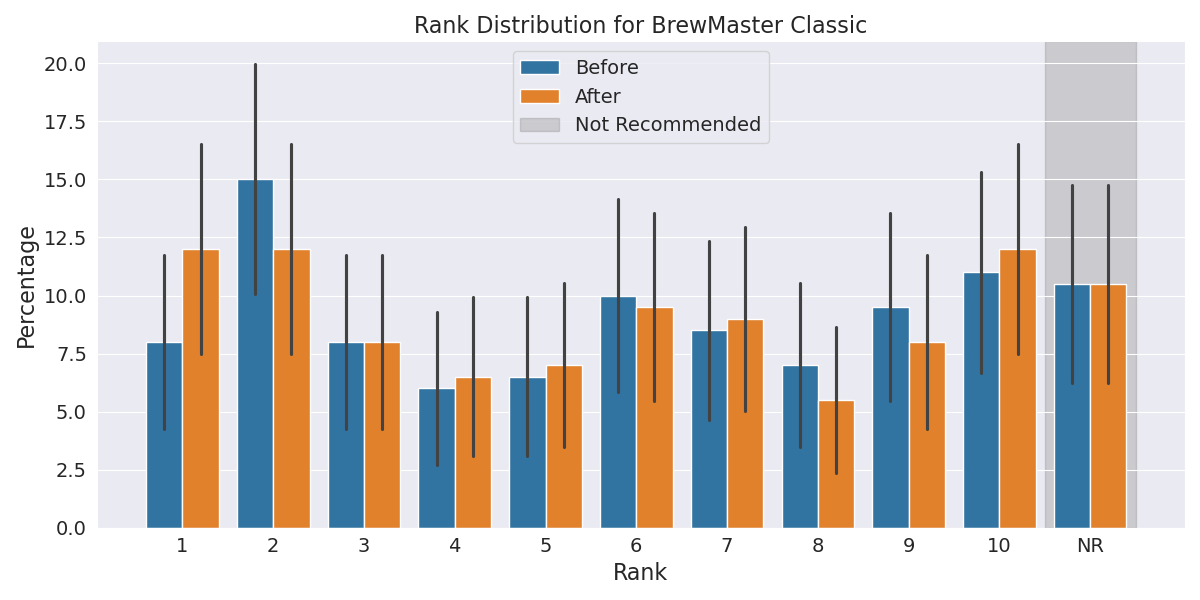 Rank Distribution for BrewMaster Classic
Before
After
Not Recommended
Percentage
20.0
17.5
15.0
12.5
10.0
7.5
5.0
2.5
0.0
1 2 3 4 5 6 7 8 9 10 NR
Rank